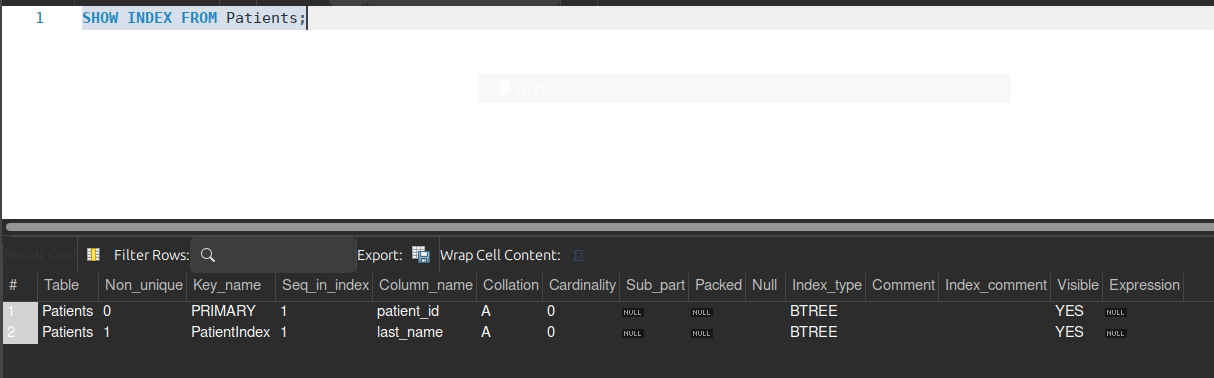 1 SHOW INDEX FROM Patients;
test
Result Grid Filter Rows: Export: Wrap Cell Content: IA
# Table Non_unique Key_name Seq_in_index Column_name Collation Cardinality Sub_part Packed Null Index_type Comment Index_comment Visible Expression
1 Patients 0 PRIMARY 1 patient_id A 0 NULL NULL BTREE YES NULL
2 Patients 1 PatientIndex 1 last_name A 0 NULL NULL BTREE YES NULL